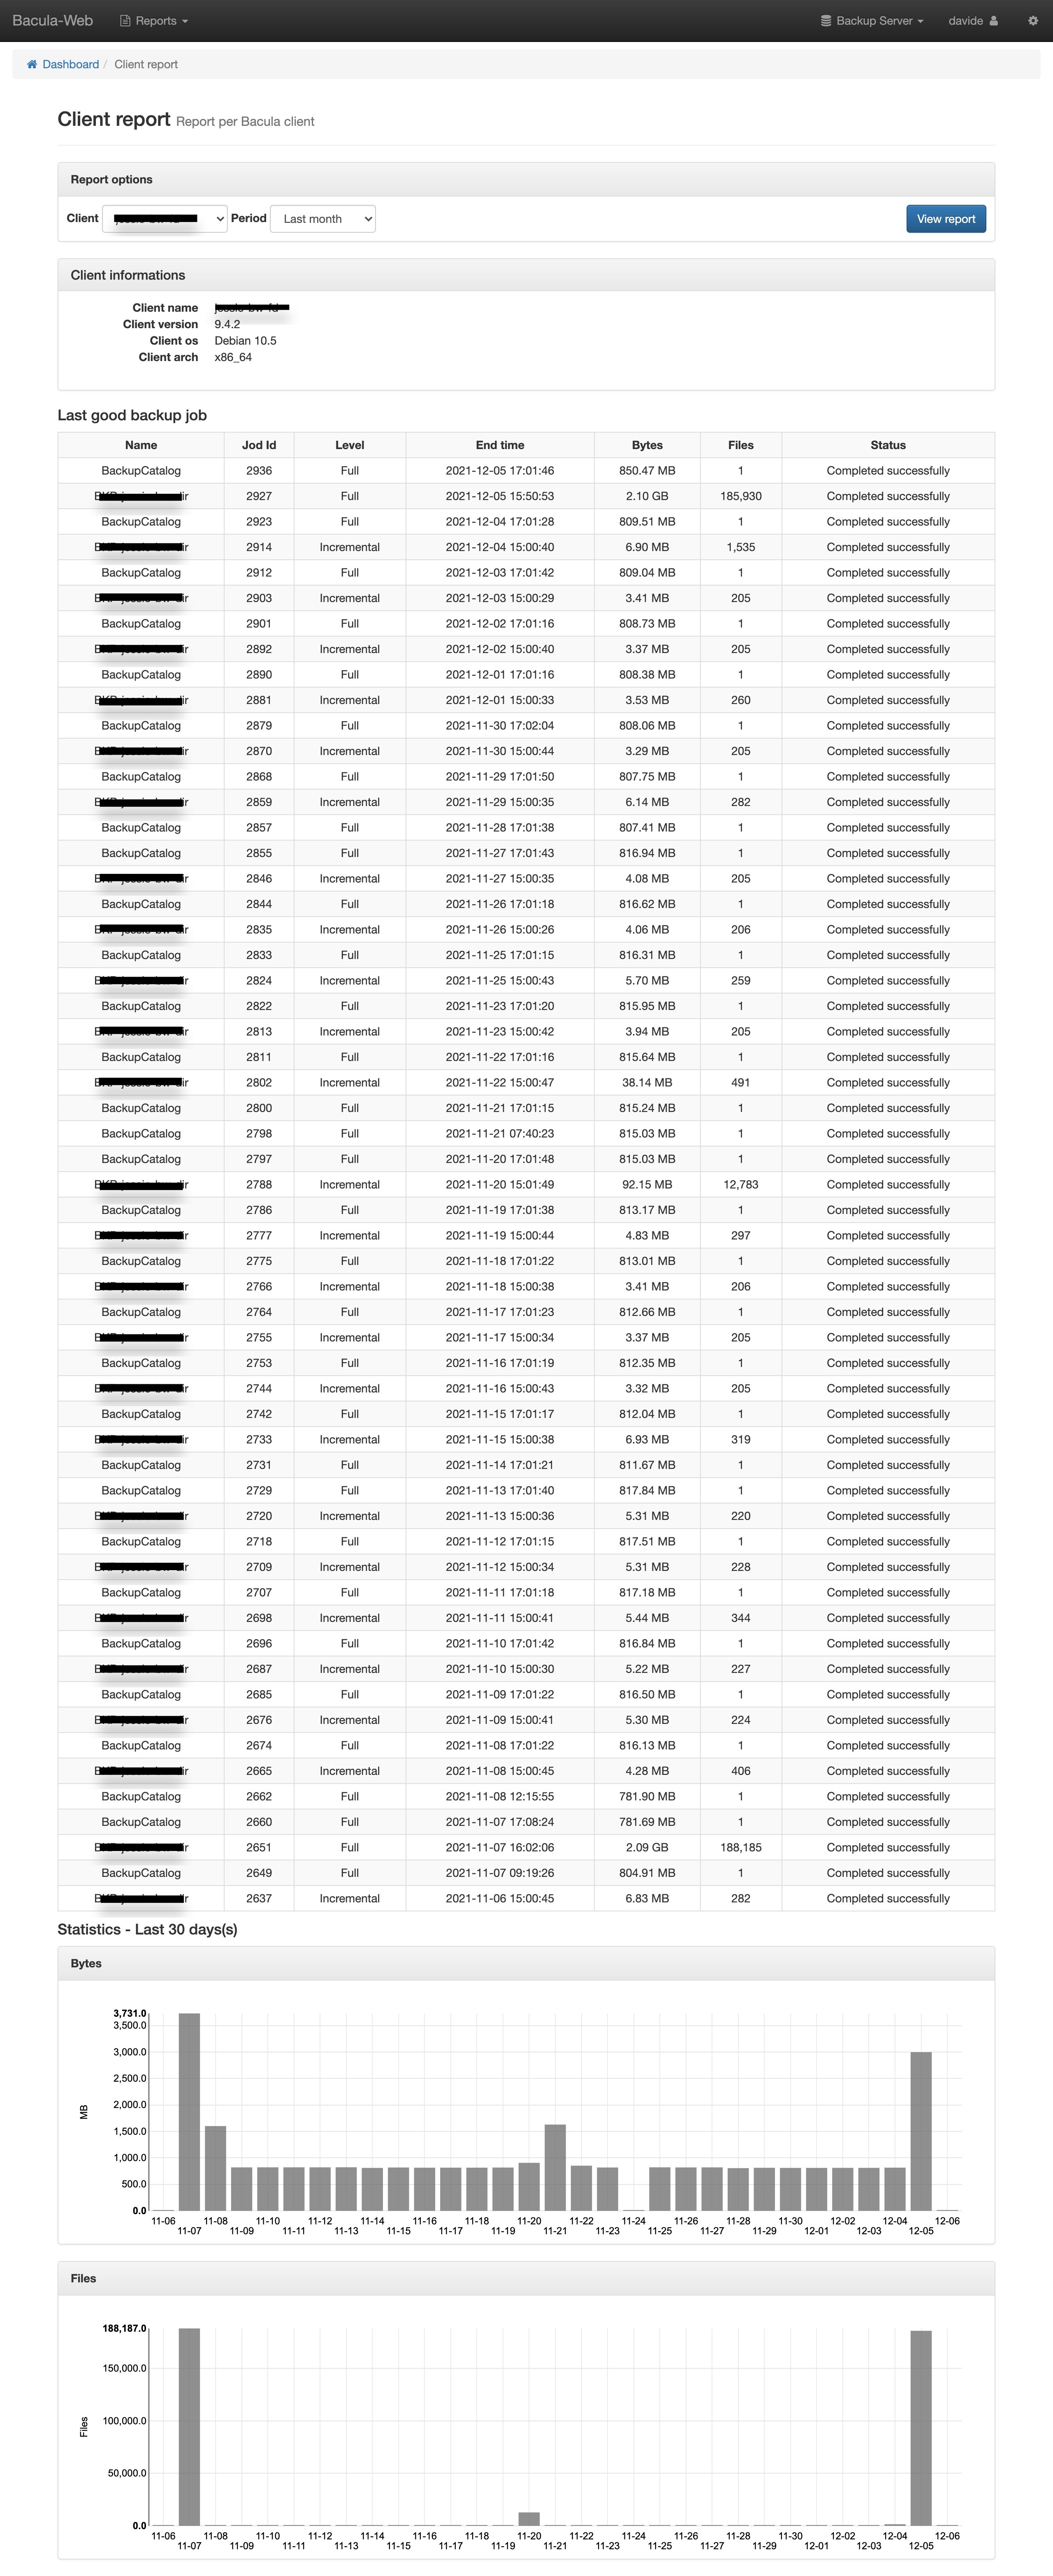 Bacula-Web Reports Backup Server davide
Dashboard / Client report
Client report Report per Bacula client
Report options
Client Period Last month View report
Client informations
Client name
Client version 9.4.2
Client os Debian 10.5
Client arch x86_64
Last good backup job
Name Jod Id Level End time Bytes Files Status
BackupCatalog 2936 Full 2021-12-05 17:01:46 850.47 MB 1 Completed successfully
2927 Full 2021-12-05 15:50:53 2.10 GB 185,930 Completed successfully
BackupCatalog 2923 Full 2021-12-04 17:01:28 809.51 MB 1 Completed successfully
2914 Incremental 2021-12-04 15:00:40 6.90 MB 1,535 Completed successfully
BackupCatalog 2912 Full 2021-12-03 17:01:42 809.04 MB 1 Completed successfully
2903 Incremental 2021-12-03 15:00:29 3.41 MB 205 Completed successfully
BackupCatalog 2901 Full 2021-12-02 17:01:16 808.73 MB 1 Completed successfully
2892 Incremental 2021-12-02 15:00:40 3.37 MB 205 Completed successfully
BackupCatalog 2890 Full 2021-12-01 17:01:16 808.38 MB 1 Completed successfully
2881 Incremental 2021-12-01 15:00:33 3.53 MB 260 Completed successfully
BackupCatalog 2879 Full 2021-11-30 17:02:04 808.06 MB 1 Completed successfully
2870 Incremental 2021-11-30 15:00:44 3.29 MB 205 Completed successfully
BackupCatalog 2868 Full 2021-11-29 17:01:50 807.75 MB 1 Completed successfully
2859 Incremental 2021-11-29 15:00:35 6.14 MB 282 Completed successfully
BackupCatalog 2857 Full 2021-11-28 17:01:38 807.41 MB 1 Completed successfully
BackupCatalog 2855 Full 2021-11-27 17:01:43 816.94 MB 1 Completed successfully
2846 Incremental 2021-11-27 15:00:35 4.08 MB 205 Completed successfully
BackupCatalog 2844 Full 2021-11-26 17:01:18 816.62 MB 1 Completed successfully
2835 Incremental 2021-11-26 15:00:26 4.06 MB 206 Completed successfully
BackupCatalog 2833 Full 2021-11-25 17:01:15 816.31 MB 1 Completed successfully
2824 Incremental 2021-11-25 15:00:43 5.70 MB 259 Completed successfully
BackupCatalog 2822 Full 2021-11-23 17:01:20 815.95 MB 1 Completed successfully
2813 Incremental 2021-11-23 15:00:42 3.94 MB 205 Completed successfully
BackupCatalog 2811 Full 2021-11-22 17:01:16 815.64 MB 1 Completed successfully
2802 Incremental 2021-11-22 15:00:47 38.14 MB 491 Completed successfully
BackupCatalog 2800 Full 2021-11-21 17:01:15 815.24 MB 1 Completed successfully
BackupCatalog 2798 Full 2021-11-21 07:40:23 815.03 MB 1 Completed successfully
BackupCatalog 2797 Full 2021-11-20 17:01:48 815.03 MB 1 Completed successfully
2788 Incremental 2021-11-20 15:01:49 92.15 MB 12,783 Completed successfully
BackupCatalog 2786 Full 2021-11-19 17:01:38 813.17 MB 1 Completed successfully
2777 Incremental 2021-11-19 15:00:44 4.83 MB 297 Completed successfully
BackupCatalog 2775 Full 2021-11-18 17:01:22 813.01 MB 1 Completed successfully
2766 Incremental 2021-11-18 15:00:38 3.41 MB 206 Completed successfully
BackupCatalog 2764 Full 2021-11-17 17:01:23 812.66 MB 1 Completed successfully
2755 Incremental 2021-11-17 15:00:34 3.37 MB 205 Completed successfully
BackupCatalog 2753 Full 2021-11-16 17:01:19 812.35 MB 1 Completed successfully
2744 Incremental 2021-11-16 15:00:43 3.32 MB 205 Completed successfully
BackupCatalog 2742 Full 2021-11-15 17:01:17 812.04 MB 1 Completed successfully
2733 Incremental 2021-11-15 15:00:38 6.93 MB 319 Completed successfully
BackupCatalog 2731 Full 2021-11-14 17:01:21 811.67 MB 1 Completed successfully
BackupCatalog 2729 Full 2021-11-13 17:01:40 817.84 MB 1 Completed successfully
2720 Incremental 2021-11-13 15:00:36 5.31 MB 220 Completed successfully
BackupCatalog 2718 Full 2021-11-12 17:01:15 817.51 MB 1 Completed successfully
2709 Incremental 2021-11-12 15:00:34 5.31 MB 228 Completed successfully
BackupCatalog 2707 Full 2021-11-11 17:01:18 817.18 MB 1 Completed successfully
2698 Incremental 2021-11-11 15:00:41 5.44 MB 344 Completed successfully
BackupCatalog 2696 Full 2021-11-10 17:01:42 816.84 MB 1 Completed successfully
2687 Incremental 2021-11-10 15:00:30 5.22 MB 227 Completed successfully
BackupCatalog 2685 Full 2021-11-09 17:01:22 816.50 MB 1 Completed successfully
2676 Incremental 2021-11-09 15:00:41 5.30 MB 224 Completed successfully
BackupCatalog 2674 Full 2021-11-08 17:01:22 816.13 MB 1 Completed successfully
2665 Incremental 2021-11-08 15:00:45 4.28 MB 406 Completed successfully
BackupCatalog 2662 Full 2021-11-08 12:15:55 781.90 MB 1 Completed successfully
BackupCatalog 2660 Full 2021-11-07 17:08:24 781.69 MB 1 Completed successfully
2651 Full 2021-11-07 16:02:06 2.09 GB 188,185 Completed successfully
BackupCatalog 2649 Full 2021-11-07 09:19:26 804.91 MB 1 Completed successfully
2637 Incremental 2021-11-06 15:00:45 6.83 MB 282 Completed successfully
Statistics - Last 30 days(s)
Bytes
3,731.0
3,500.0
3,000.0
2,500.0
2,000.0
MB
1,500.0
1,000.0
500.0
0.0
11-06 11-08 11-10 11-12 11-14 11-16 11-18 11-20 11-22 11-24 11-26 11-28 11-30 12-02 12-04 12-06
11-07 11-09 11-11 11-13 11-15 11-17 11-19 11-21 11-23 11-25 11-27 11-29 12-01 12-03 12-05
Files
188,187.0
150,000.0
100,000.0
Files
50,000.0
0.0
11-06 11-08 11-10 11-12 11-14 11-16 11-18 11-20 11-22 11-24 11-26 11-28 11-30 12-02 12-04 12-06
11-07 11-09 11-11 11-13 11-15 11-17 11-19 11-21 11-23 11-25 11-27 11-29 12-01 12-03 12-05